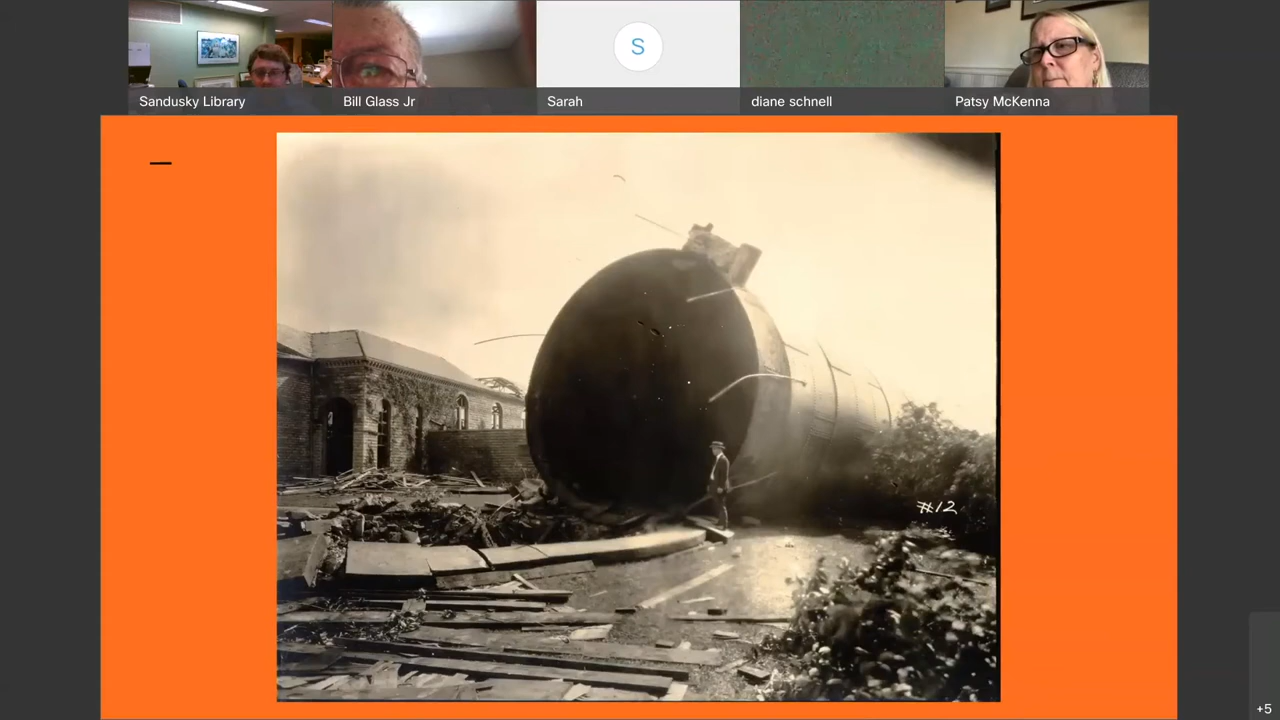 Sandusky Library
Bill Glass Jr
S
Sarah
diane schnell
Patsy McKenna
#12
+5